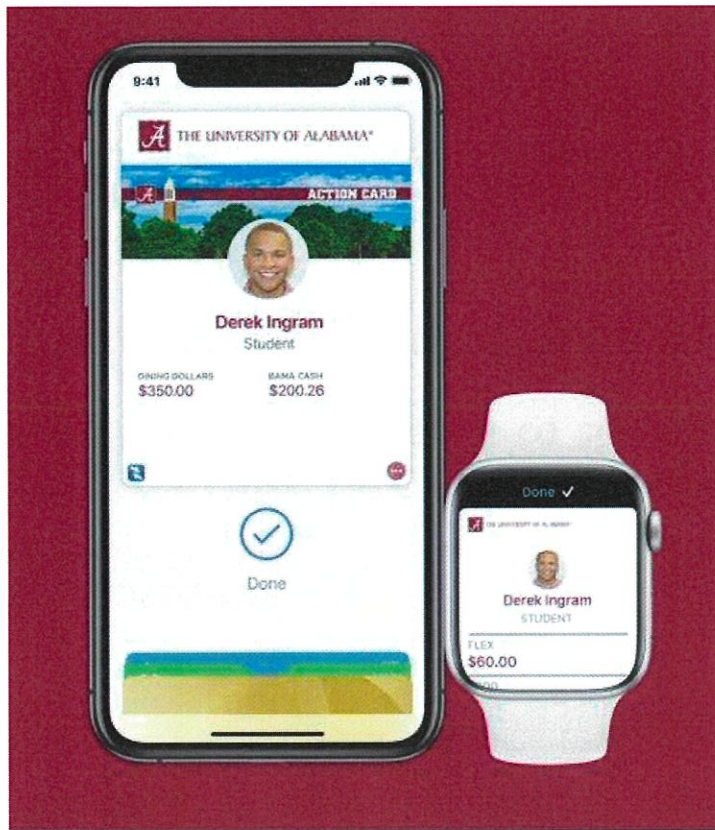 9:41
A THE UNIVERSITY OF ALABAMA®
A ACTION CARD
Derek Ingram
Student
DINING DOLLARS BAMA CASH
$350.00 $200.26
Done
Done ✓
A THE UNIVERSITY OF ALABAMA
Derek Ingram
STUDENT
FLEX
$60.00